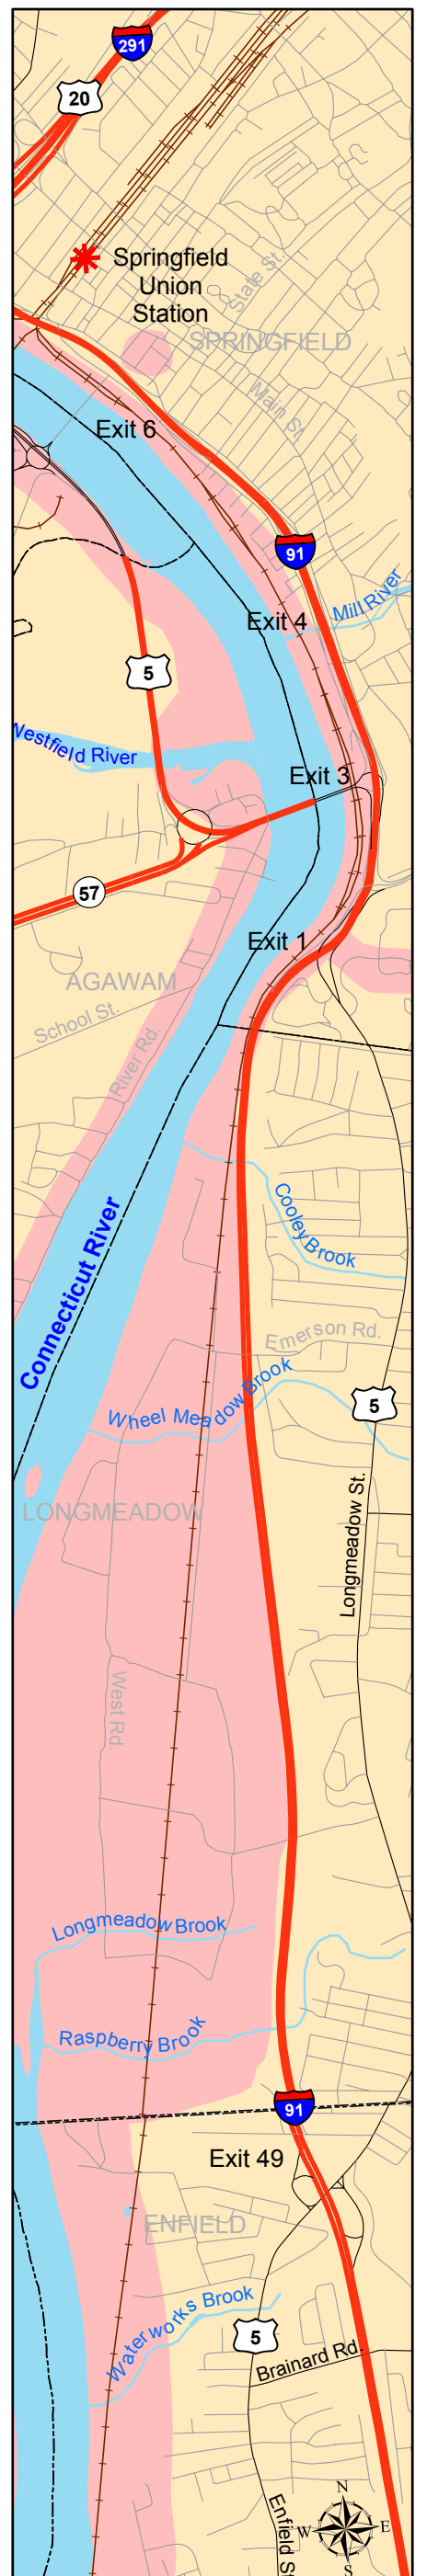 291
20
Springfield
Union
Station
State St.
SPRINGFIELD
Main St.
Exit 6
91
Mill River
Exit 4
5
Westfield River
Exit 3
57
Exit 1
AGAWAM
School St.
River Rd.
Cooley Brook
Connecticut River
Emerson Rd.
Wheel Meadow Brook
5
LONGMEADOW
Longmeadow St.
West Rd.
Longmeadow Brook
Raspberry Brook
91
Exit 49
ENFIELD
Waterworks Brook
5
Brainard Rd.
Enfield S
N
W
E
S